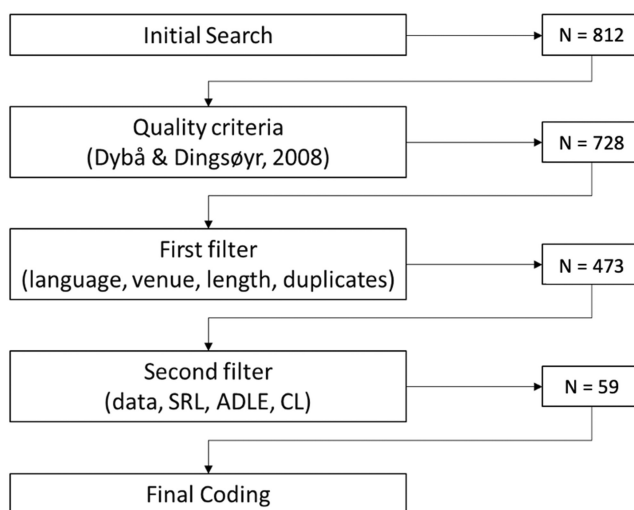 Initial Search
N = 812
Quality criteria
(Dybå & Dingsøyr, 2008)
N = 728
First filter
(language, venue, length, duplicates)
N = 473
Second filter
(data, SRL, ADLE, CL)
N = 59
Final Coding